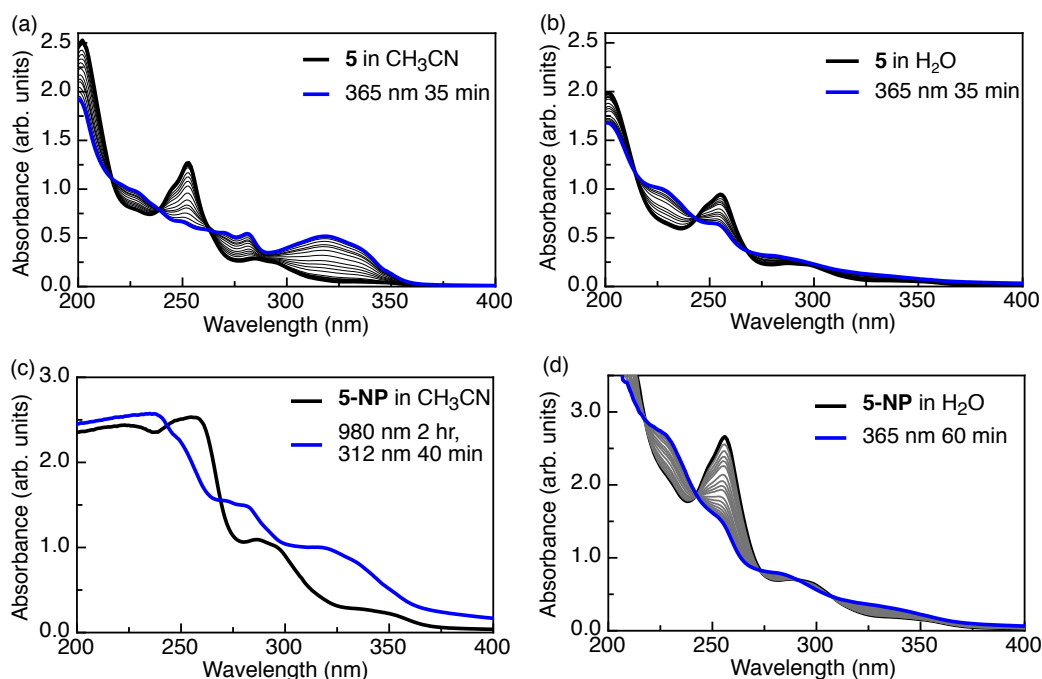 (a)
2.5
2.0
1.5
1.0
0.5
0.0
Absorbance (arb. units)
5 in CH₃CN
365 nm 35 min
200 250 300 350 400
Wavelength (nm)
(b)
2.5
2.0
1.5
1.0
0.5
0.0
Absorbance (arb. units)
5 in H₂O
365 nm 35 min
200 250 300 350 400
Wavelength (nm)
(c)
3.0
2.0
1.0
0.0
Absorbance (arb. units)
5-NP in CH₃CN
980 nm 2 hr,
312 nm 40 min
200 250 300 350 400
Wavelength (nm)
(d)
3.0
2.0
1.0
0.0
Absorbance (arb. units)
5-NP in H₂O
365 nm 60 min
200 250 300 350 400
Wavelength (nm)